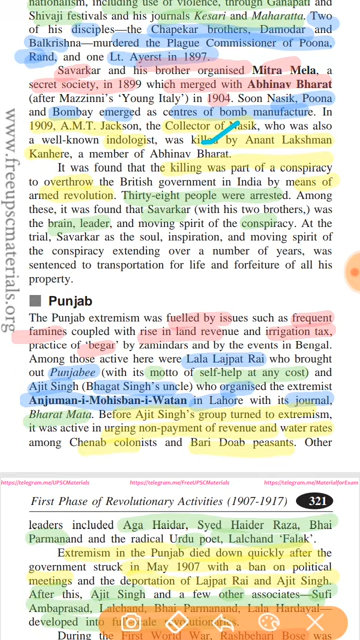 nationalism, including use of violence, through Ganapati and
Shivaji festivals and his journals Kesari and Maharatta. Two
of his disciples—the Chapekar brothers, Damodar and
Balkrishna—murdered the Plague Commissioner of Poona,
Rand, and one Lt. Ayerst in 1897.
Savarkar and his brother organised Mitra Mela, a
secret society, in 1899 which merged with Abhinav Bharat
(after Mazzinni's 'Young Italy') in 1904. Soon Nasik, Poona
and Bombay emerged as centres of bomb manufacture. In
1909, A.M.T. Jackson, the Collector of Nasik, who was also
a well-known indologist, was killed by Anant Lakshman
Kanhere, a member of Abhinav Bharat.
It was found that the killing was part of a conspiracy
to overthrow the British government in India by means of
armed revolution. Thirty-eight people were arrested. Among
these, it was found that Savarkar (with his two brothers,) was
the brain, leader, and moving spirit of the conspiracy. At the
trial, Savarkar as the soul, inspiration, and moving spirit of
the conspiracy extending over a number of years, was
sentenced to transportation for life and forfeiture of all his
property.
Punjab
The Punjab extremism was fuelled by issues such as frequent
famines coupled with rise in land revenue and irrigation tax,
practice of 'begar' by zamindars and by the events in Bengal.
Among those active here were Lala Lajpat Rai who brought
out Punjabee (with its motto of self-help at any cost) and
Ajit Singh (Bhagat Singh's uncle) who organised the extremist
Anjuman-i-Mohisban-i-Watan in Lahore with its journal,
Bharat Mata. Before Ajit Singh's group turned to extremism,
it was active in urging non-payment of revenue and water rates
among Chenab colonists and Bari Doab peasants. Other
https://telegram.me/UPSCMaterials
https://telegram.me/FreeUPSCMaterials
https://telegram.me/MaterialforExam
First Phase of Revolutionary Activities (1907-1917) 321
leaders included Aga Haidar, Syed Haider Raza, Bhai
Parmanand and the radical Urdu poet, Lalchand 'Falak'.
Extremism in the Punjab died down quickly after the
government struck in May 1907 with a ban on political
meetings and the deportation of Lajpat Rai and Ajit Singh.
After this, Ajit Singh and a few other associates—Sufi
Ambaprasad, Lalchand, Bhai Parmanand, Lala Hardayal—
developed into
During the First World War, Rashbehari Bose was
www.freeupscmaterials.org